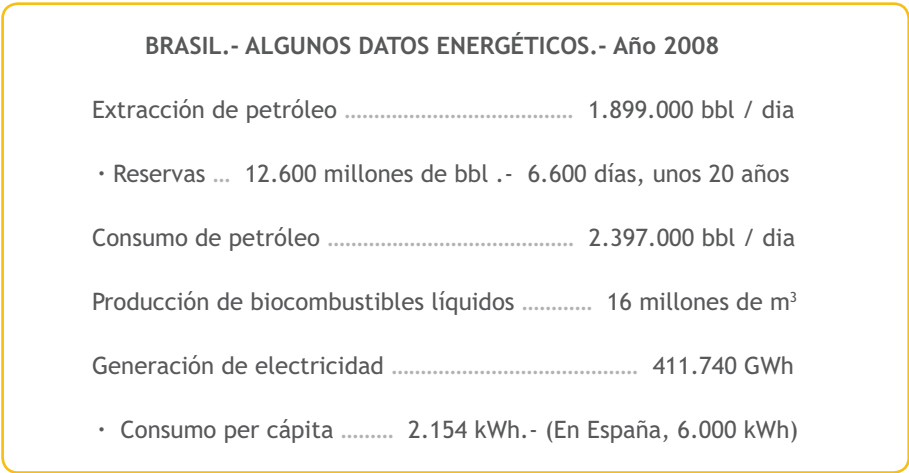 BRASIL.- ALGUNOS DATOS ENERGÉTICOS.- Año 2008
Extracción de petróleo ....................................... 1.899.000 bbl / dia
· Reservas ... 12.600 millones de bbl .- 6.600 días, unos 20 años
Consumo de petróleo .......................................... 2.397.000 bbl / dia
Producción de biocombustibles líquidos ............ 16 millones de m³
Generación de electricidad .......................................... 411.740 GWh
· Consumo per cápita ......... 2.154 kWh.- (En España, 6.000 kWh)